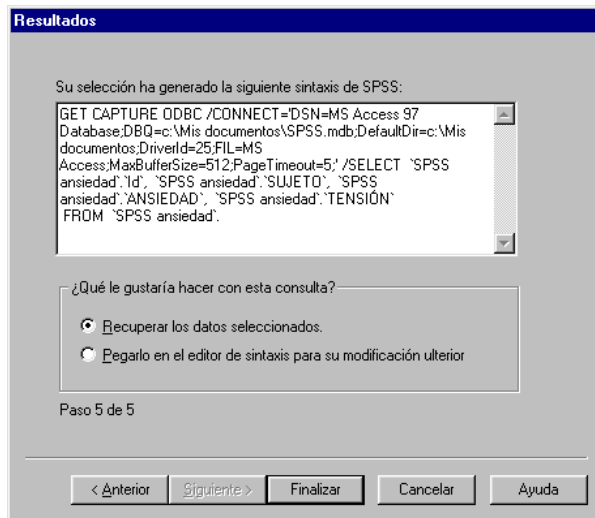 Resultados
Su selección ha generado la siguiente sintaxis de SPSS:
GET CAPTURE ODBC /CONNECT='DSN=MS Access 97
Database;DBQ=c:\Mis documentos\SPSS.mdb;DefaultDir=c:\Mis
documentos;DriverId=25;FIL=MS
Access;MaxBufferSize=512;PageTimeout=5;' /SELECT `SPSS
ansiedad`.`Id`, `SPSS ansiedad`.`SUJETO`, `SPSS
ansiedad`.`ANSIEDAD`, `SPSS ansiedad`.`TENSIÓN`
FROM `SPSS ansiedad`.
¿Qué le gustaría hacer con esta consulta?
Recuperar los datos seleccionados.
Pegarlo en el editor de sintaxis para su modificación ulterior
Paso 5 de 5
< Anterior
Siguiente >
Finalizar
Cancelar
Ayuda